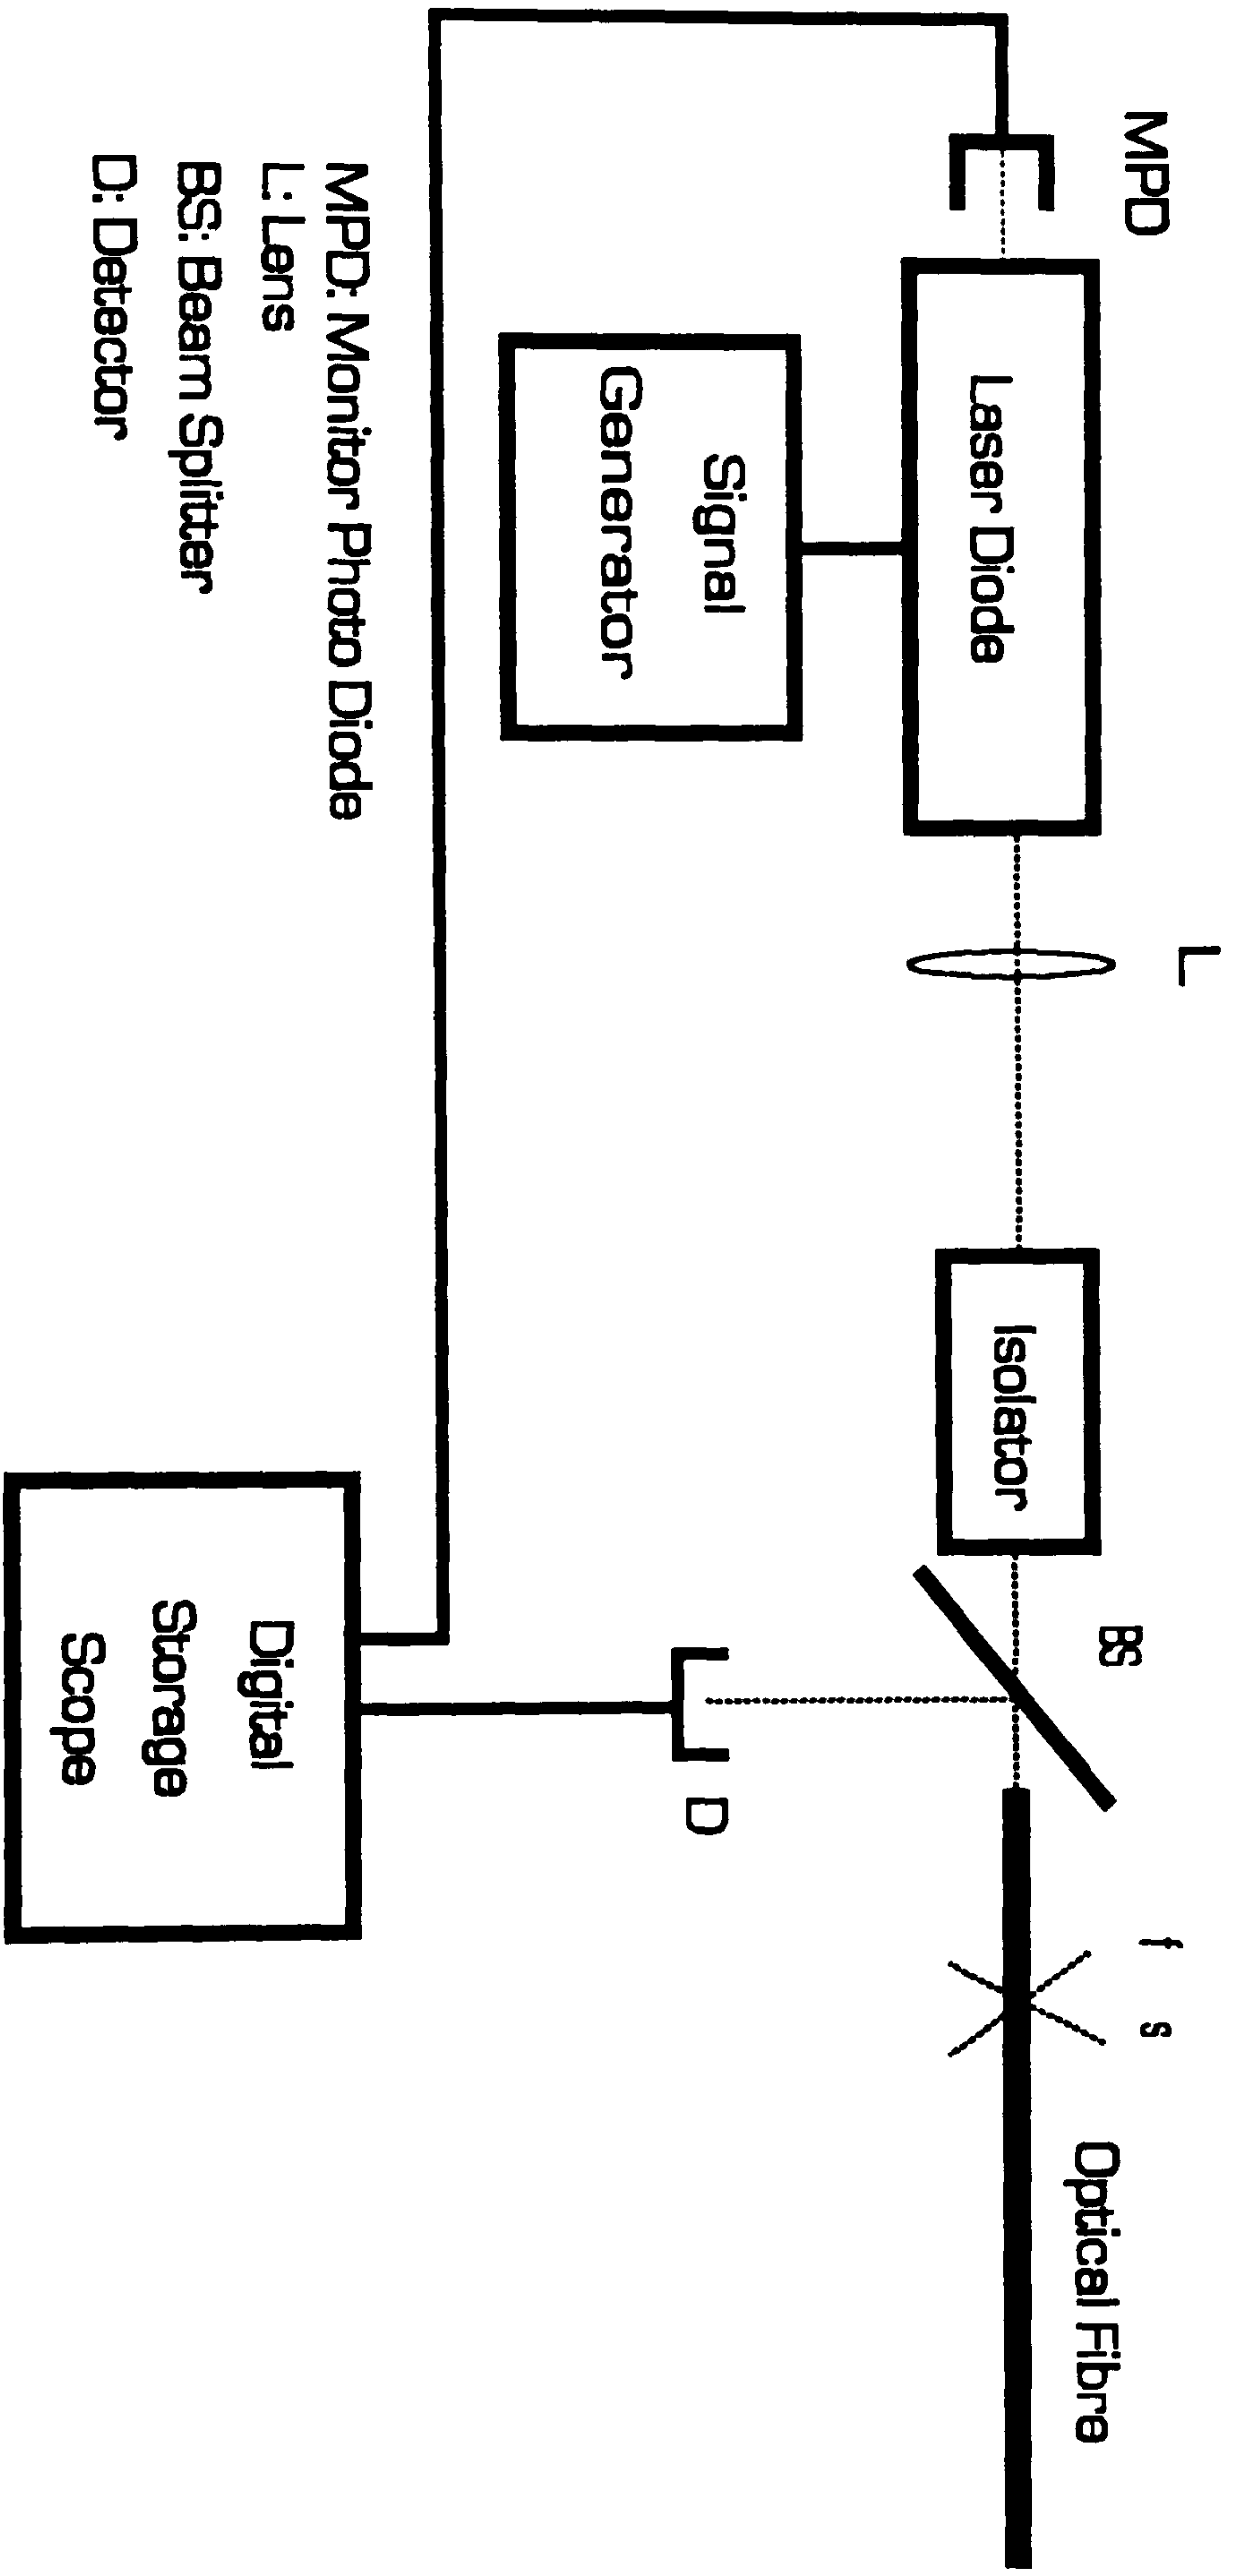 MPD
L
BS
f s
Optical Fibre
Laser Diode
Isolator
Signal
Generator
D
MPD: Monitor Photo Diode
L: Lens
BS: Beam Splitter
D: Detector
Digital
Storage
Scope